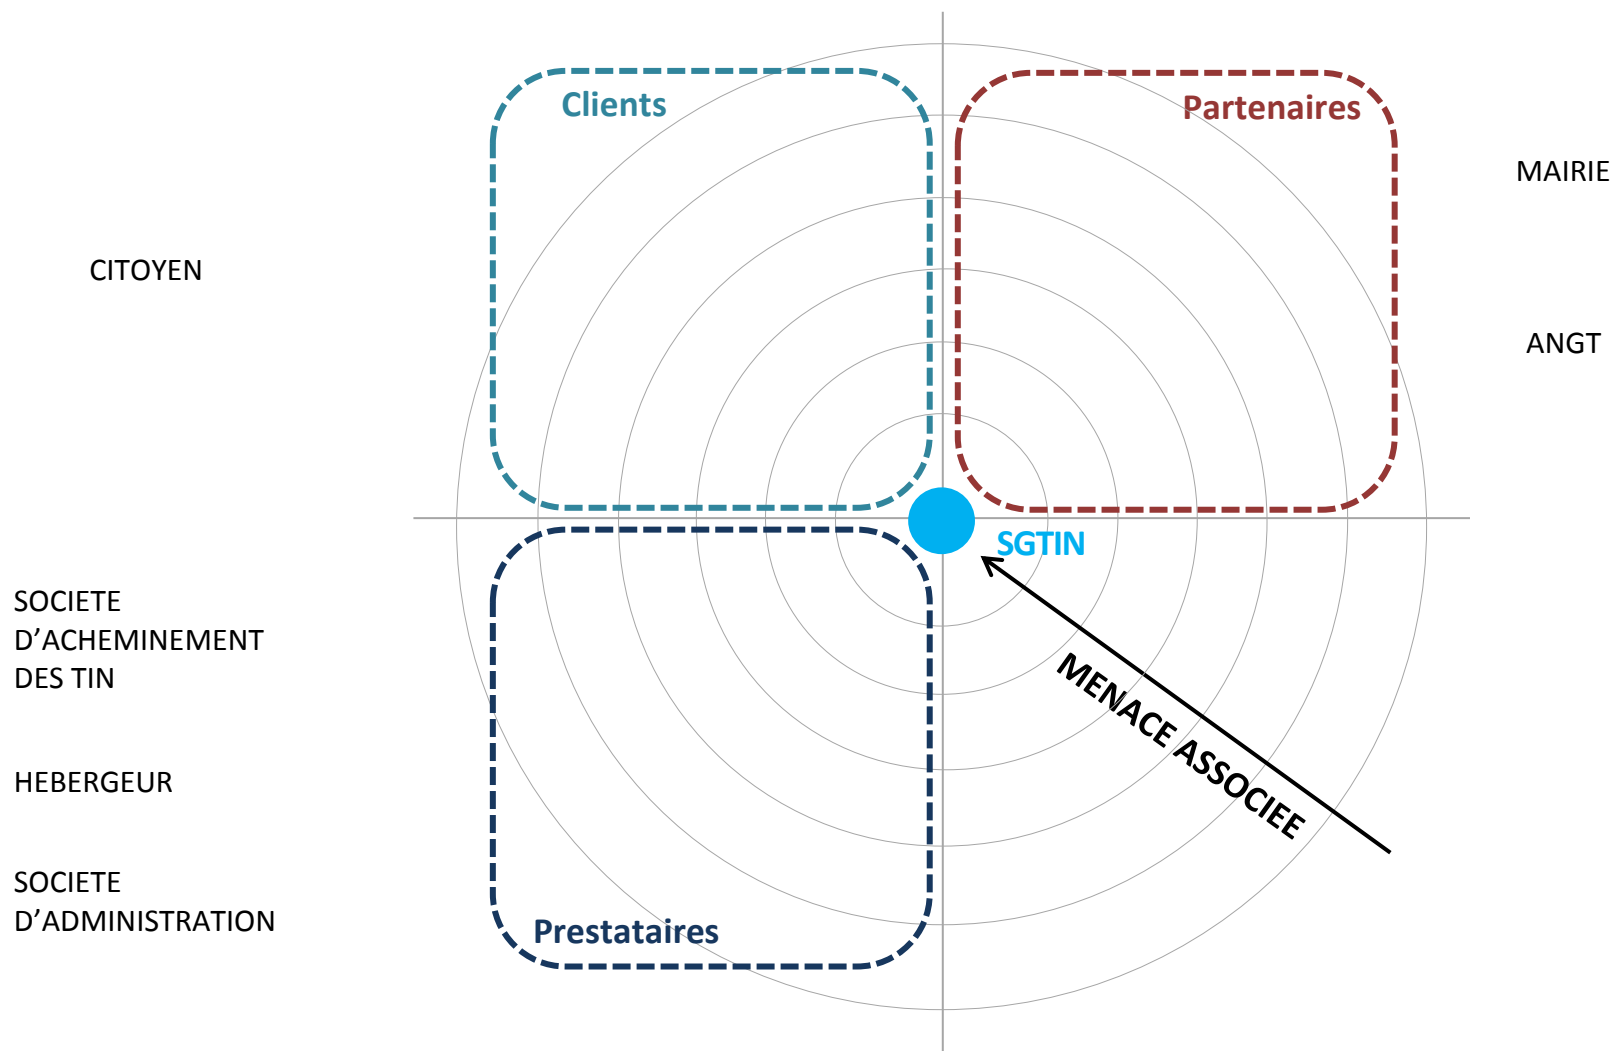 Clients
Partenaires
MAIRIE
CITOYEN
ANGT
SGTIN
SOCIETE
D’ACHEMINEMENT
DES TIN
MENACE ASSOCIEE
HEBERGEUR
SOCIETE
D’ADMINISTRATION
Prestataires